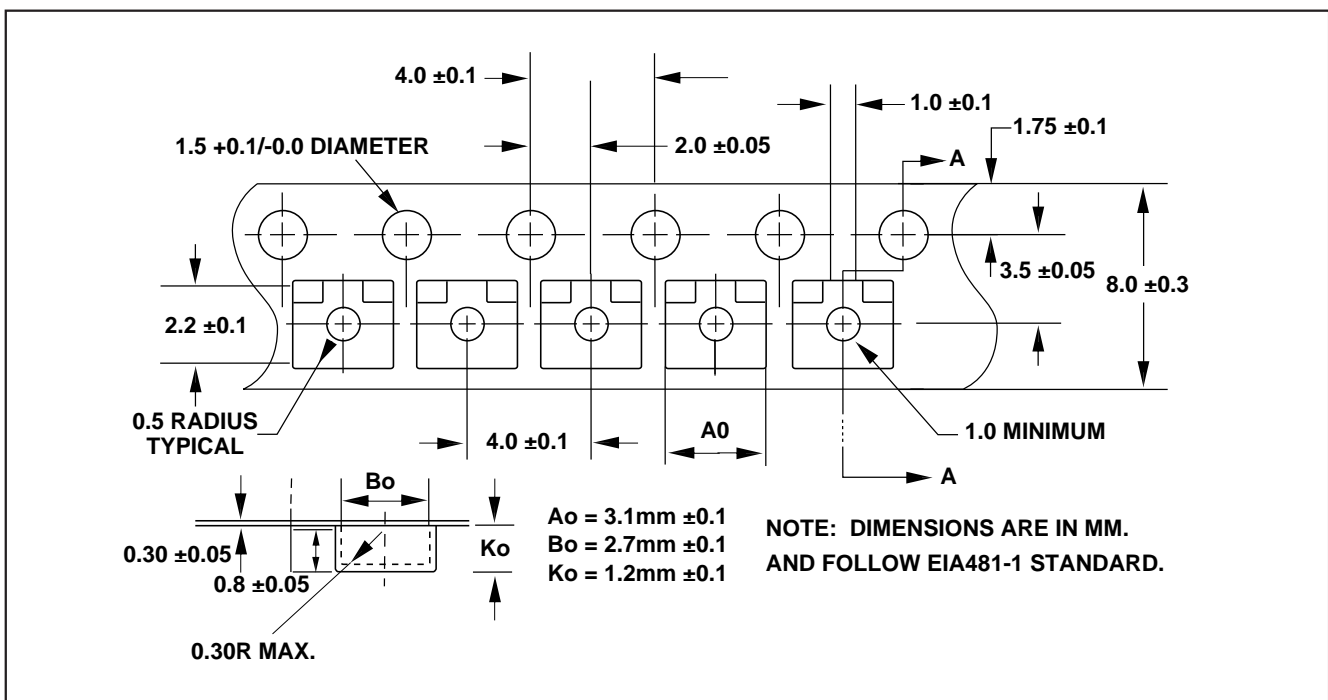 4.0 ±0.1
1.0 ±0.1
1.75 ±0.1
1.5 +0.1/-0.0 DIAMETER
2.0 ±0.05
A
3.5 ±0.05
8.0 ±0.3
2.2 ±0.1
0.5 RADIUS
TYPICAL
4.0 ±0.1
A0
1.0 MINIMUM
A
Bo
Ko
0.30 ±0.05
0.8 ±0.05
0.30R MAX.
Ao = 3.1mm ±0.1
Bo = 2.7mm ±0.1
Ko = 1.2mm ±0.1
NOTE: DIMENSIONS ARE IN MM.
AND FOLLOW EIA481-1 STANDARD.